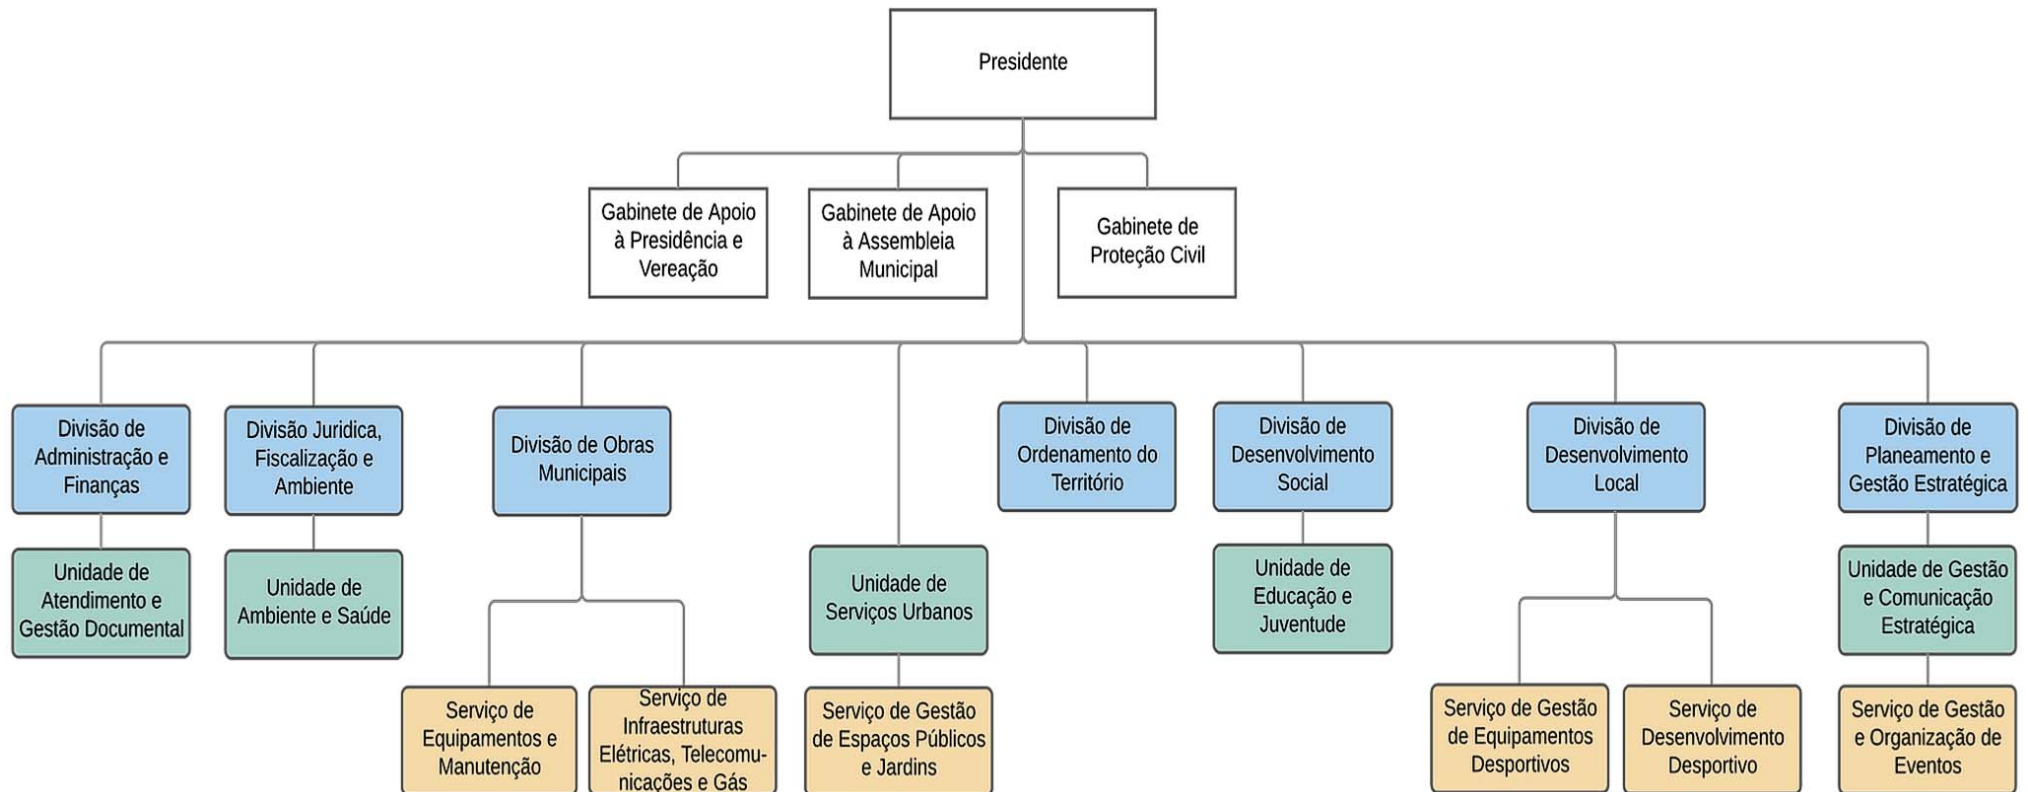 Presidente
Gabinete de Apoio
à Presidência e
Vereação
Gabinete de Apoio
à Assembleia
Municipal
Gabinete de
Proteção Civil
Divisão de
Administração e
Finanças
Divisão Juridica,
Fiscalização e
Ambiente
Divisão de Obras
Municipais
Divisão de
Ordenamento do
Território
Divisão de
Desenvolvimento
Social
Divisão de
Desenvolvimento
Local
Divisão de
Planeamento e
Gestão Estratégica
Unidade de
Atendimento e
Gestão Documental
Unidade de
Ambiente e Saúde
Unidade de
Serviços Urbanos
Unidade de
Educação e
Juventude
Unidade de Gestão
e Comunicação
Estratégica
Serviço de
Equipamentos e
Manutenção
Serviço de
Infraestruturas
Elétricas, Telecomu-
nicações e Gás
Serviço de Gestão
de Espaços Públicos
e Jardins
Serviço de Gestão
de Equipamentos
Desportivos
Serviço de
Desenvolvimento
Desportivo
Serviço de Gestão
e Organização de
Eventos